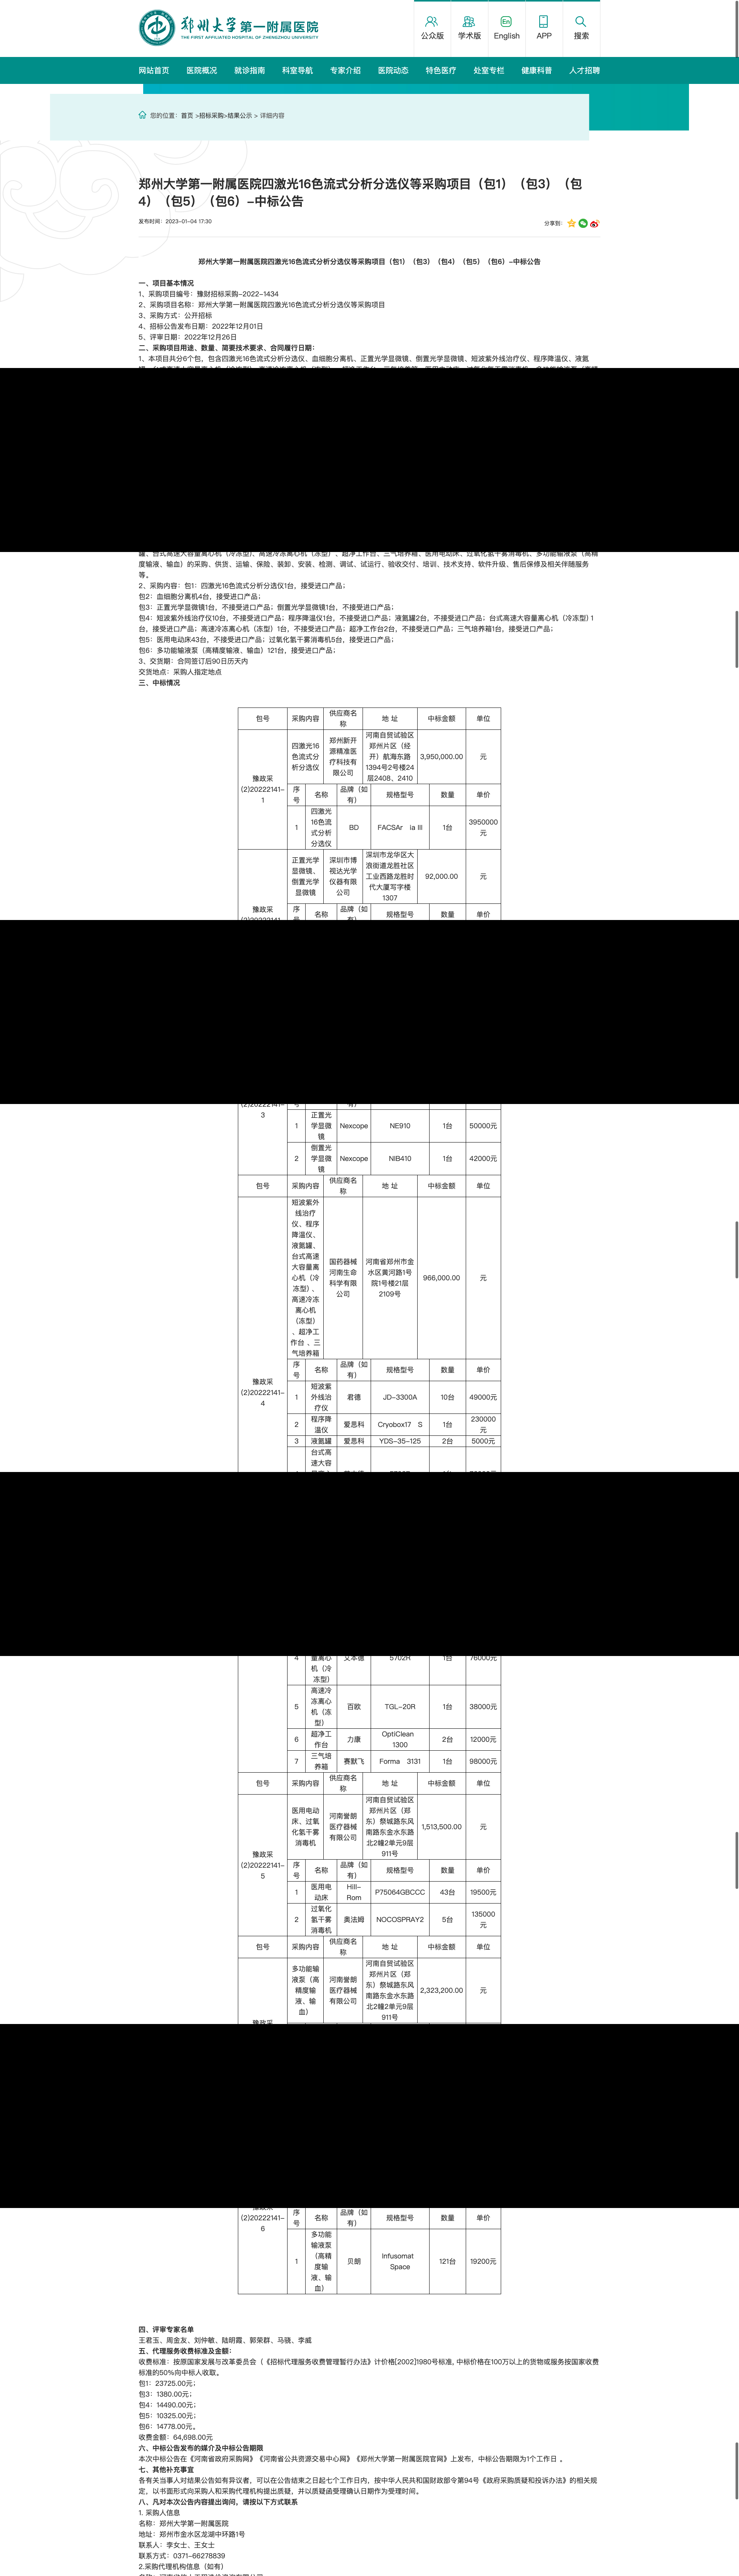 郑州大学第一附属医院
THE FIRST AFFILIATED HOSPITAL OF ZHENGZHOU UNIVERSITY
公众版
学术版
En
English
APP
搜索
网站首页 医院概况 就诊指南 科室导航 专家介绍 医院动态 特色医疗 处室专栏 健康科普 人才招聘
您的位置：首页 >招标采购>结果公示 > 详细内容
郑州大学第一附属医院四激光16色流式分析分选仪等采购项目（包1）（包3）（包
4）（包5）（包6）-中标公告
发布时间：2023-01-04 17:30
分享到：
郑州大学第一附属医院四激光16色流式分析分选仪等采购项目（包1）（包3）（包4）（包5）（包6）-中标公告
一、项目基本情况
1、采购项目编号：豫财招标采购-2022-1434
2、采购项目名称：郑州大学第一附属医院四激光16色流式分析分选仪等采购项目
3、采购方式：公开招标
4、招标公告发布日期：2022年12月01日
5、评审日期：2022年12月26日
二、采购项目用途、数量、简要技术要求、合同履行日期：
1、本项目共分6个包，包含四激光16色流式分析分选仪、血细胞分离机、正置光学显微镜、倒置光学显微镜、短波紫外线治疗仪、程序降温仪、液氮
罐、台式高速大容量离心机（冷冻型）、高速冷冻离心机（冻型）、超净工作台、三气培养箱、医用电动床、过氧化氢干雾消毒机、多功能输液泵（高精
度输液、输血）的采购、供货、运输、保险、装卸、安装、检测、调试、试运行、验收交付、培训、技术支持、软件升级、售后保修及相关伴随服务
等。
2、采购内容：包1：四激光16色流式分析分选仪1台，接受进口产品；
包2：血细胞分离机4台，接受进口产品；
包3：正置光学显微镜1台，不接受进口产品；倒置光学显微镜1台，不接受进口产品；
包4：短波紫外线治疗仪10台，不接受进口产品；程序降温仪1台，不接受进口产品；液氮罐2台，不接受进口产品；台式高速大容量离心机（冷冻型）1
台，接受进口产品；高速冷冻离心机（冻型）1台，不接受进口产品；超净工作台2台，不接受进口产品；三气培养箱1台，接受进口产品；
包5：医用电动床43台，不接受进口产品；过氧化氢干雾消毒机5台，接受进口产品；
包6：多功能输液泵（高精度输液、输血）121台，接受进口产品；
3、交货期：合同签订后90日历天内
交货地点：采购人指定地点
三、中标情况
包号 采购内容 供应商名称 地 址 中标金额 单位
豫政采(2)20222141-1 四激光16色流式分析分选仪 郑州新开源精准医疗科技有限公司 河南自贸试验区郑州片区（经开）航海东路1394号2号楼24层2408、2410 3,950,000.00 元
序号 名称 品牌（如有） 规格型号 数量 单价
1 四激光16色流式分析分选仪 BD FACSAr ia III 1台 3950000元
豫政采(2)20222141-3 正置光学显微镜、倒置光学显微镜 深圳市博视达光学仪器有限公司 深圳市龙华区大浪街道龙胜社区工业西路龙胜时代大厦写字楼1307 92,000.00 元
序号 名称 品牌（如有） 规格型号 数量 单价
1 正置光学显微镜 Nexcope NE910 1台 50000元
2 倒置光学显微镜 Nexcope NIB410 1台 42000元
包号 采购内容 供应商名称 地 址 中标金额 单位
豫政采(2)20222141-4 短波紫外线治疗仪、程序降温仪、液氮罐、台式高速大容量离心机（冷冻型）、高速冷冻离心机（冻型）、超净工作台 、三气培养箱 国药器械河南生命科学有限公司 河南省郑州市金水区黄河路1号院1号楼21层2109号 966,000.00 元
序号 名称 品牌（如有） 规格型号 数量 单价
1 短波紫外线治疗仪 君德 JD-3300A 10台 49000元
2 程序降温仪 爱思科 Cryobox17 S 1台 230000元
3 液氮罐 爱思科 YDS-35-125 2台 5000元
4 台式高速大容量离心机（冷冻型） 艾本德 5702R 1台 76000元
5 高速冷冻离心机（冻型） 百欧 TGL-20R 1台 38000元
6 超净工作台 力康 OptiClean 1300 2台 12000元
7 三气培养箱 赛默飞 Forma 3131 1台 98000元
包号 采购内容 供应商名称 地 址 中标金额 单位
豫政采(2)20222141-5 医用电动床、过氧化氢干雾消毒机 河南誉朗医疗器械有限公司 河南自贸试验区郑州片区（郑东）祭城路东风南路东金水东路北2幢2单元9层911号 1,513,500.00 元
序号 名称 品牌（如有） 规格型号 数量 单价
1 医用电动床 Hill-Rom P75064GBCCC 43台 19500元
2 过氧化氢干雾消毒机 奥法姆 NOCOSPRAY2 5台 135000元
包号 采购内容 供应商名称 地 址 中标金额 单位
豫政采(2)20222141-6 多功能输液泵（高精度输液、输血） 河南誉朗医疗器械有限公司 河南自贸试验区郑州片区（郑东）祭城路东风南路东金水东路北2幢2单元9层911号 2,323,200.00 元
序号 名称 品牌（如有） 规格型号 数量 单价
1 多功能输液泵（高精度输液、输血） 贝朗 Infusomat Space 121台 19200元
四、评审专家名单
王君玉、周金友、刘仲敏、陆明霞、郭荣群、马骁、李威
五、代理服务收费标准及金额：
收费标准：按原国家发展与改革委员会（《招标代理服务收费管理暂行办法》计价格[2002]1980号标准, 中标价格在100万以上的货物或服务按国家收费
标准的50%向中标人收取。
包1：23725.00元；
包3：1380.00元；
包4：14490.00元；
包5：10325.00元；
包6：14778.00元。
收费金额：64,698.00元
六、中标公告发布的媒介及中标公告期限
本次中标公告在《河南省政府采购网》《河南省公共资源交易中心网》《郑州大学第一附属医院官网》上发布，中标公告期限为1个工作日 。
七、其他补充事宜
各有关当事人对结果公告如有异议者，可以在公告结束之日起七个工作日内，按中华人民共和国财政部令第94号《政府采购质疑和投诉办法》的相关规
定，以书面形式向采购人和采购代理机构提出质疑，并以质疑函受理确认日期作为受理时间。
八、凡对本次公告内容提出询问，请按以下方式联系
1. 采购人信息
名称：郑州大学第一附属医院
地址：郑州市金水区龙湖中环路1号
联系人：李女士、王女士
联系方式：0371-66278839
2.采购代理机构信息（如有）